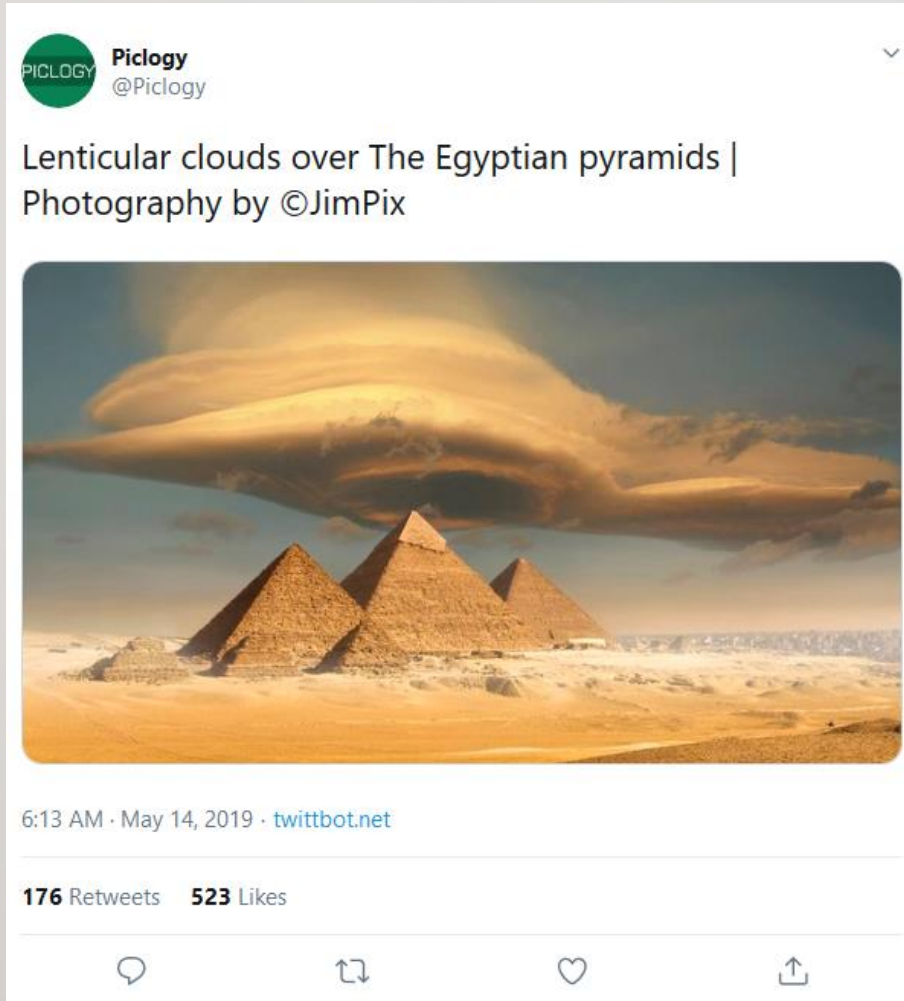 PICLOGY
Piclogy
@Piclogy
Lenticular clouds over The Egyptian pyramids |
Photography by ©JimPix
6:13 AM · May 14, 2019 · twittbot.net
176 Retweets 523 Likes